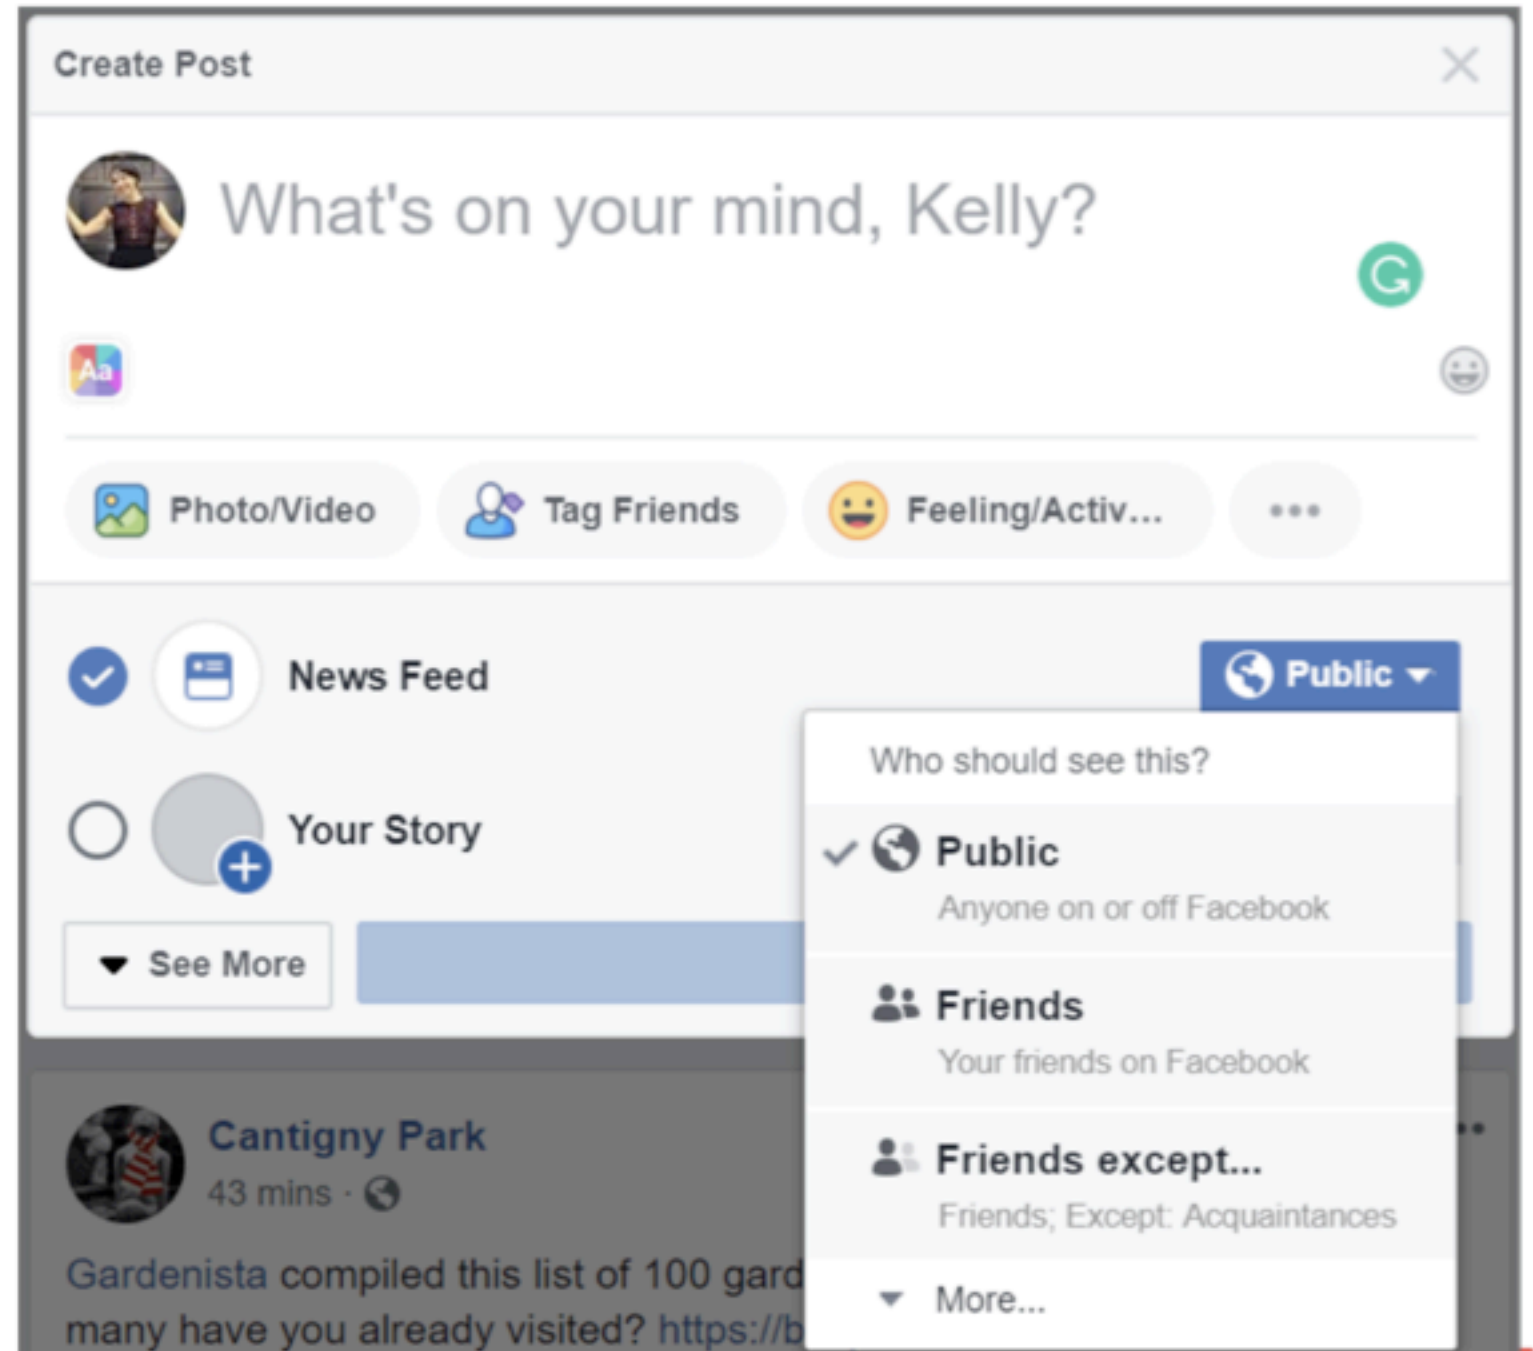 Create Post
What's on your mind, Kelly?
Aa
Photo/Video
Tag Friends
Feeling/Activ...
News Feed
Public
Who should see this?
Your Story
Public
Anyone on or off Facebook
See More
Friends
Your friends on Facebook
Friends except...
Friends; Except: Acquaintances
More...
Cantigny Park
43 mins ·
Gardenista compiled this list of 100 gard
many have you already visited? https://b